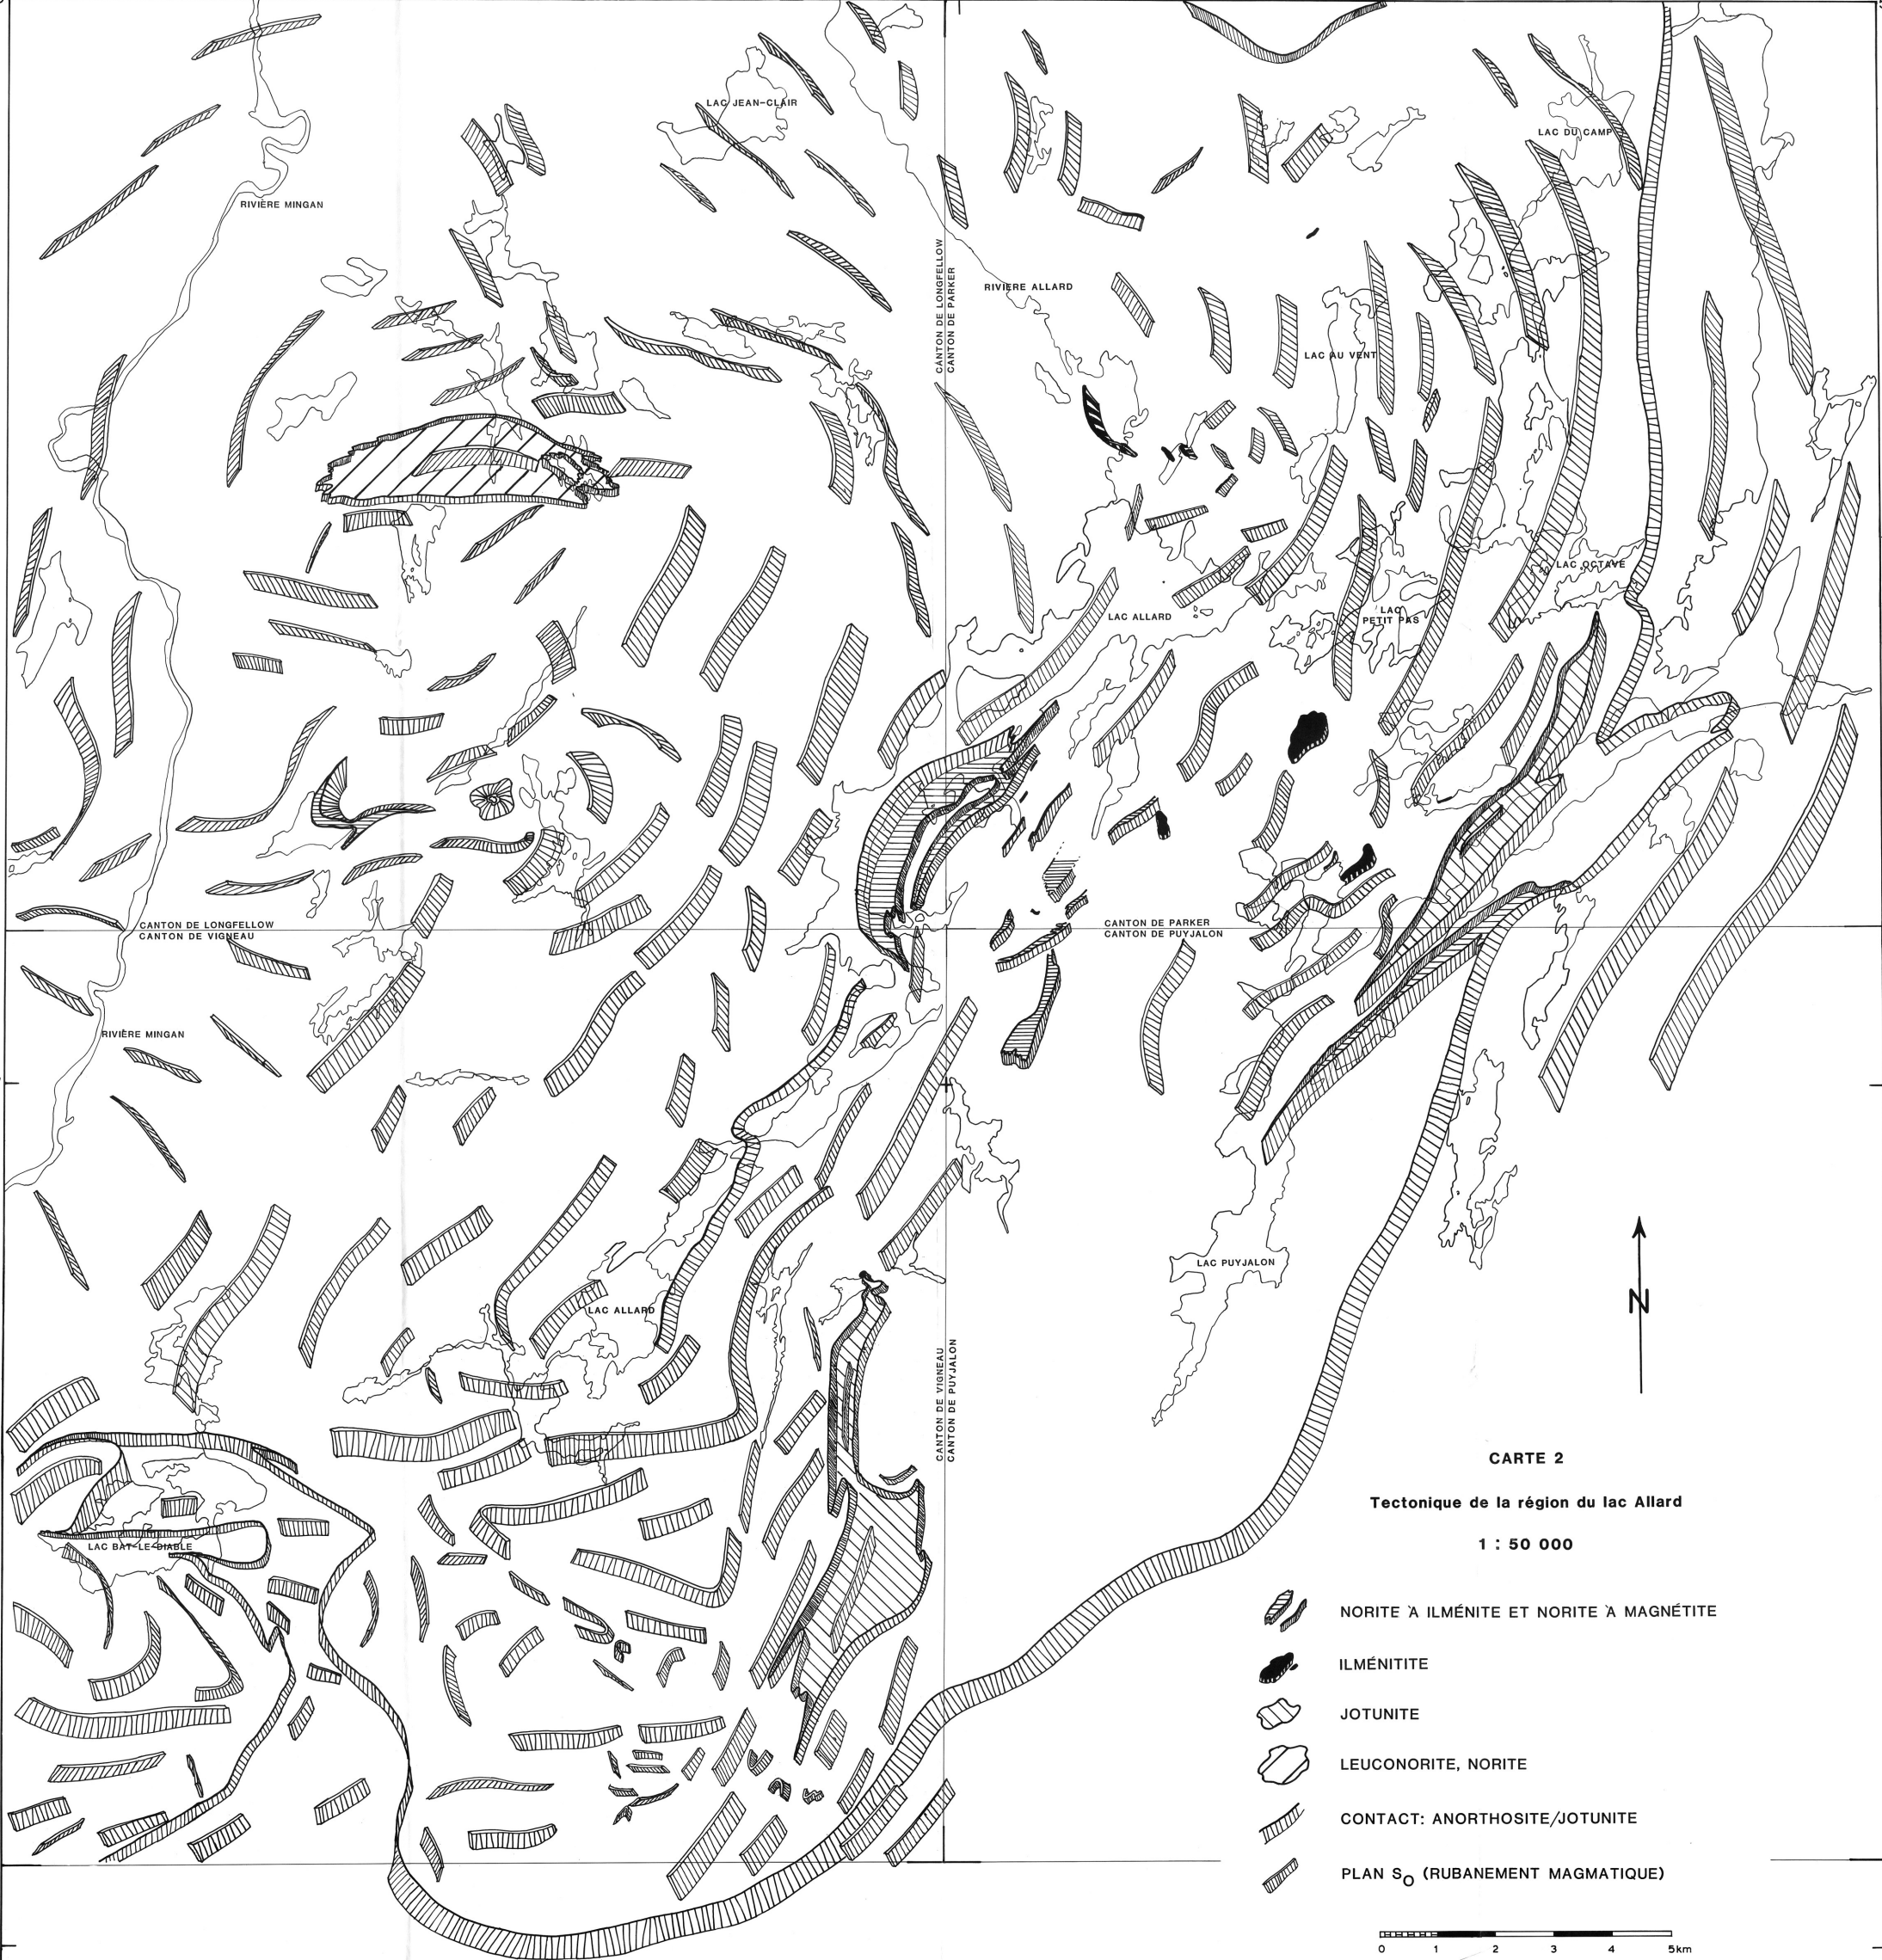 LAC JEAN-CLAIR
LAC DU CAMP
RIVIÈRE MINGAN
CANTON DE LONGFELLOW
CANTON DE PARKER
RIVIÈRE ALLARD
LAC AU VENT
LAC OCTAVE
LAC
PETIT PAS
LAC ALLARD
CANTON DE LONGFELLOW
CANTON DE VIGNEAU
CANTON DE PARKER
CANTON DE PUYJALON
RIVIÈRE MINGAN
LAC PUYJALON
N
LAC ALLARD
CANTON DE VIGNEAU
CANTON DE PUYJALON
LAC BAT-LE-DIABLE
CARTE 2
Tectonique de la région du lac Allard
1 : 50 000
NORITE À ILMÉNITE ET NORITE À MAGNÉTITE
ILMÉNITITE
JOTUNITE
LEUCONORITE, NORITE
CONTACT: ANORTHOSITE/JOTUNITE
PLAN SO (RUBANEMENT MAGMATIQUE)
0 1 2 3 4 5km